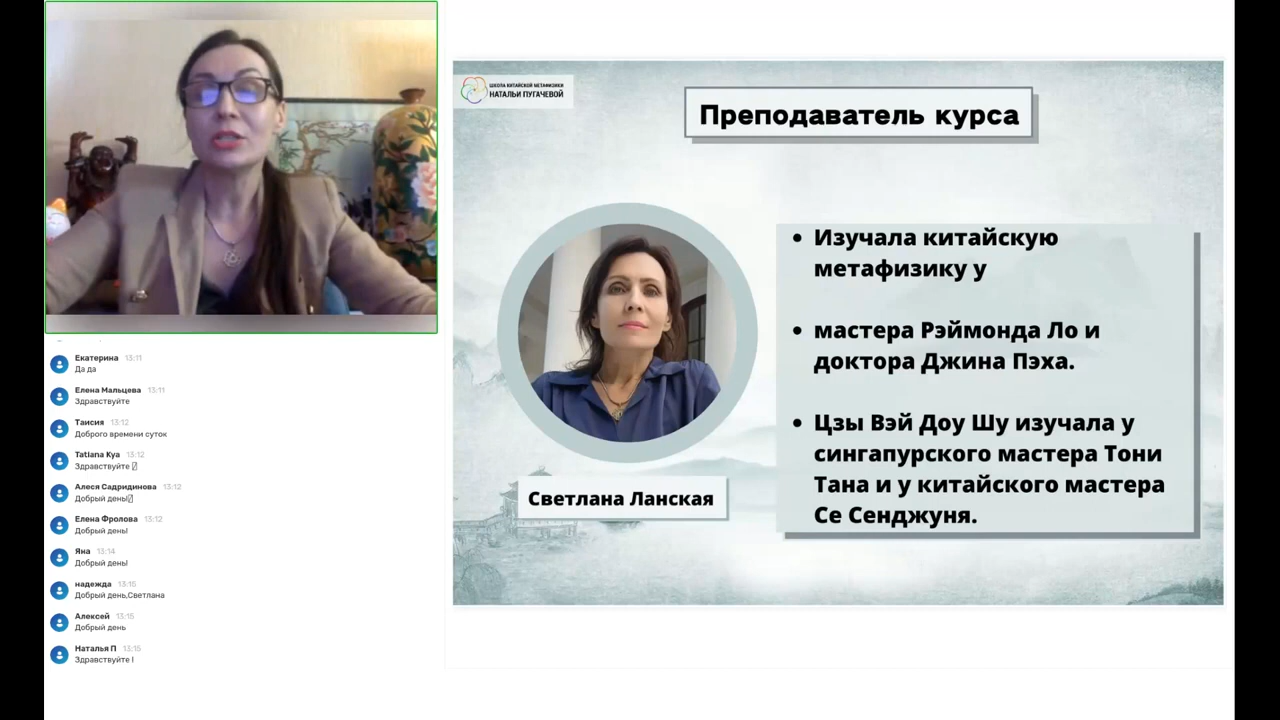 ШКОЛА КИТАЙСКОЙ МЕТАФИЗИКИ
НАТАЛЬИ ПУГАЧЕВОЙ
Преподаватель курса
• Изучала китайскую
метафизику у
• мастера Рэймонда Ло и
доктора Джина Пэха.
• Цзы Вэй Доу Шу изучала у
сингапурского мастера Тони
Тана и у китайского мастера
Се Сенджуня.
Светлана Ланская
Екатерина 13:11
Да да
Елена Мальцева 13:11
Здравствуйте
Таисия 13:12
Доброго времени суток
Tatiana Kya 13:12
Здравствуйте
Алеся Садридинова 13:12
Добрый день!
Елена Фролова 13:12
Добрый день!
Яна 13:14
Добрый день!
надежда 13:15
Добрый день,Светлана
Алексей 13:15
Добрый день
Наталья П 13:15
Здравствуйте !